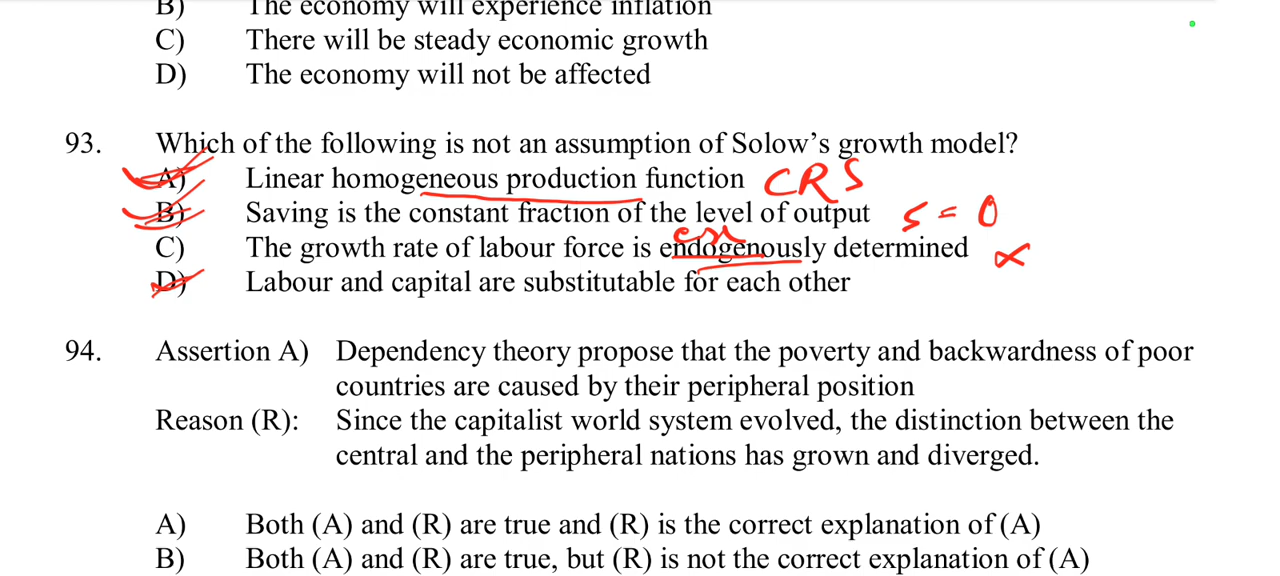 B) The economy will experience inflation
C) There will be steady economic growth
D) The economy will not be affected
93. Which of the following is not an assumption of Solow's growth model?
A) Linear homogeneous production function CRS
B) Saving is the constant fraction of the level of output S = 0
exo
C) The growth rate of labour force is endogenously determined
D) Labour and capital are substitutable for each other
94. Assertion A) Dependency theory propose that the poverty and backwardness of poor
countries are caused by their peripheral position
Reason (R): Since the capitalist world system evolved, the distinction between the
central and the peripheral nations has grown and diverged.
A) Both (A) and (R) are true and (R) is the correct explanation of (A)
B) Both (A) and (R) are true, but (R) is not the correct explanation of (A)